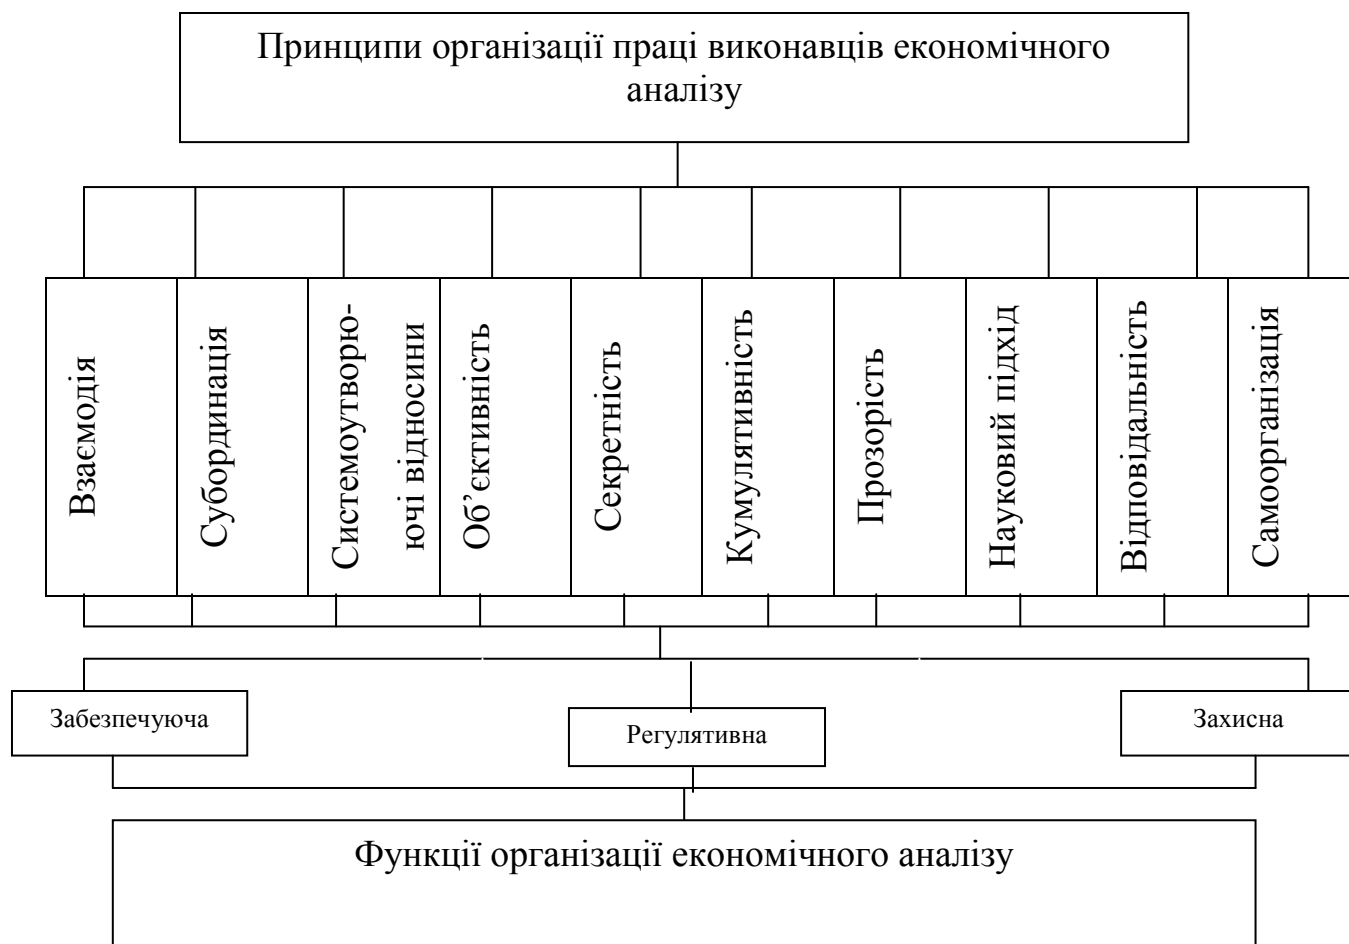 Принципи організації праці виконавців економічного
аналізу
Взаємодія
Субординація
Системоутворю-
ючі відносини
Об’єктивність
Секретність
Кумулятивність
Прозорість
Науковий підхід
Відповідальність
Самоорганізація
Забезпечуюча
Регулятивна
Захисна
Функції організації економічного аналізу